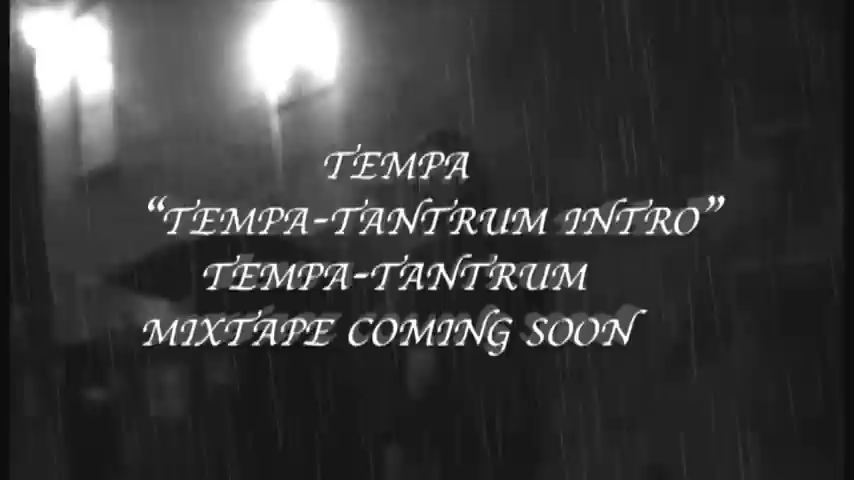 TEMPA
“TEMPA-TANTRUM INTRO”
TEMPA-TANTRUM
MIXTAPE COMING SOON